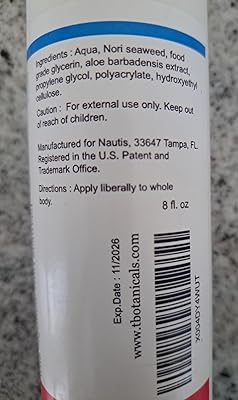 Ingredients : Aqua, Nori seaweed, food
grade glycerin, aloe barbadensis extract,
propylene glycol, polyacrylate, hydroxyethyl
cellulose.
Caution : For external use only. Keep out
of reach of children.
Manufactured for Nautis, 33647 Tampa, FL.
Registered in the U.S. Patent and
Trademark Office.
Directions : Apply liberally to whole
body.
8 fl. oz
Exp.Date : 11/2026
www.tbotanicals.com
X004DY4WUT